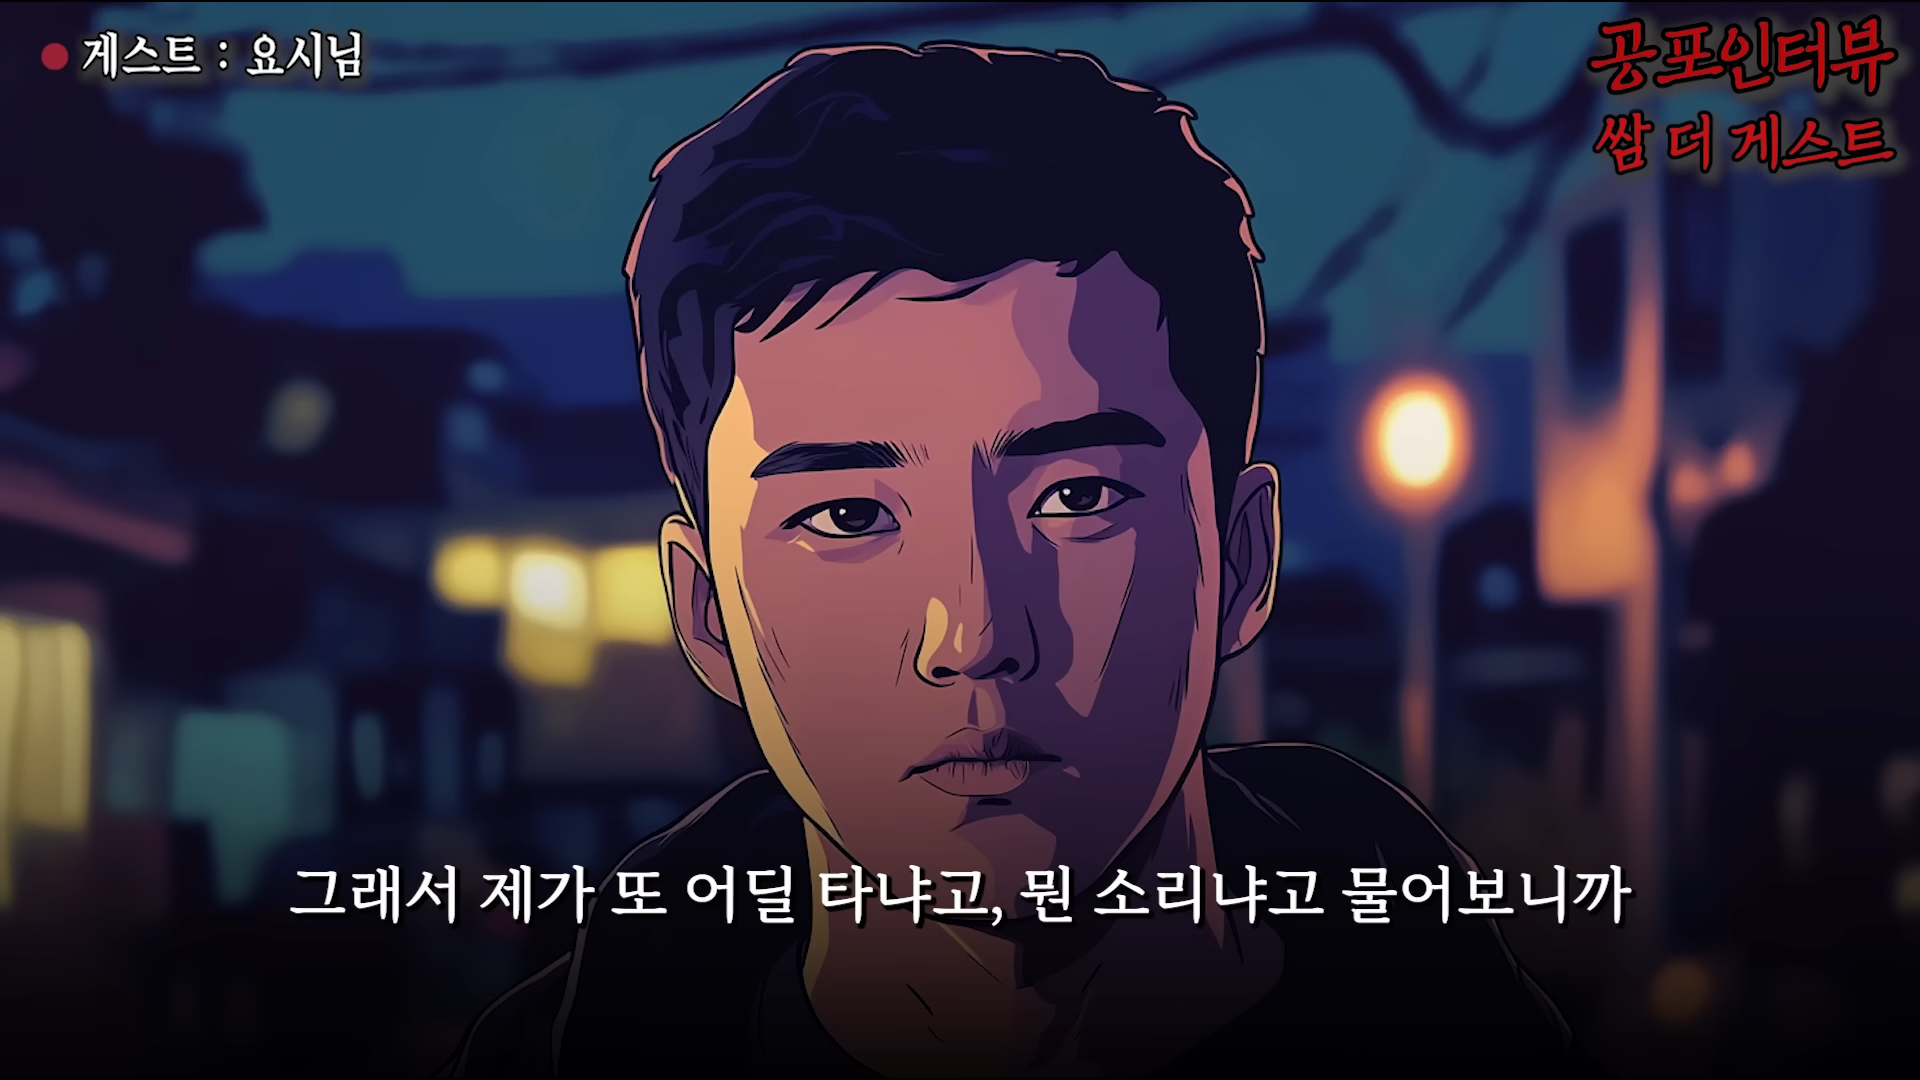 게스트 : 요시님
공포인터뷰
쌈 더 게스트
그래서 제가 또 어딜 타냐고, 뭔 소리냐고 물어보니까